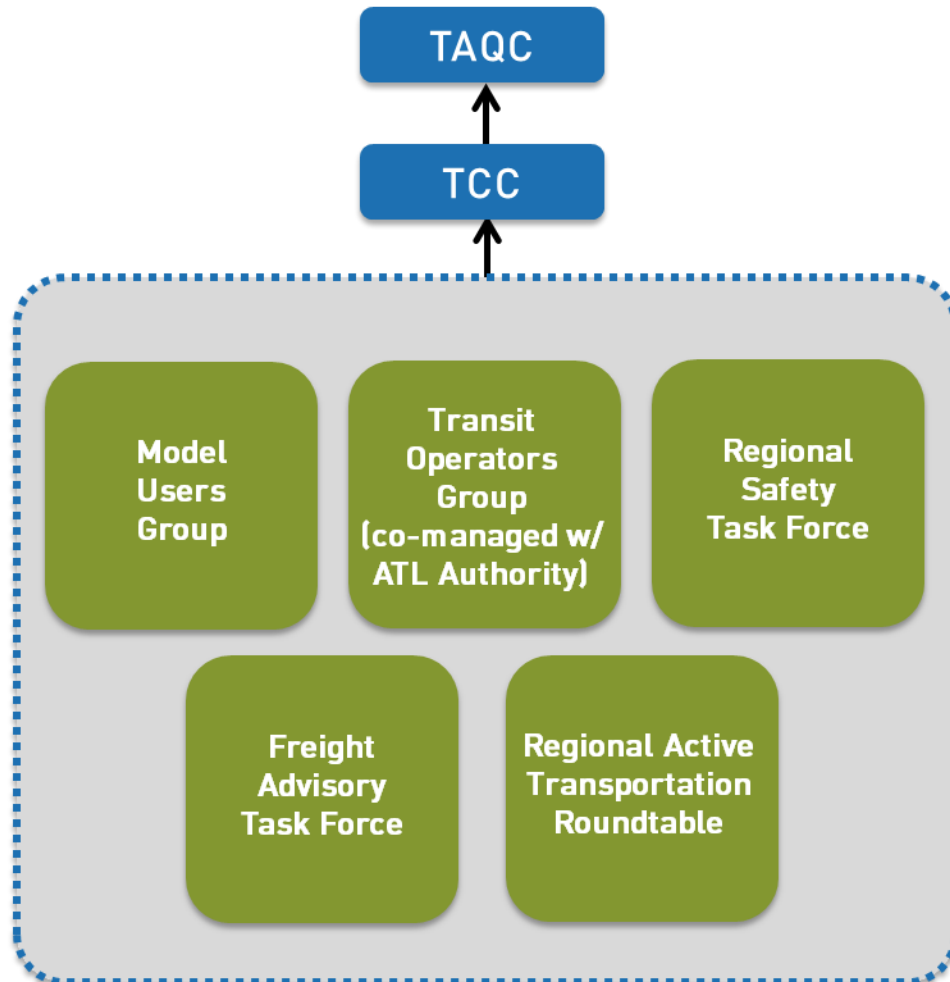 TAQC
TCC
Model
Users
Group
Transit
Operators
Group
(co-managed w/
ATL Authority)
Regional
Safety
Task Force
Freight
Advisory
Task Force
Regional Active
Transportation
Roundtable